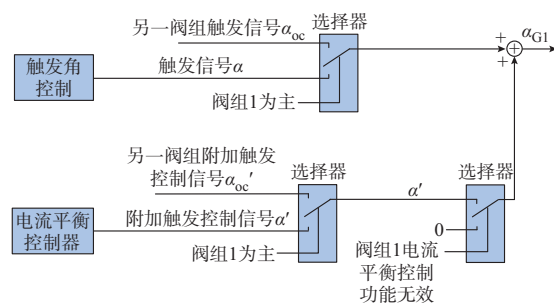 另一阀组触发信号αoc
选择器
触发角
控制
触发信号α
阀组1为主
+
+
αG1
另一阀组附加触发
控制信号αoc′
选择器
选择器
α′
电流平衡
控制器
附加触发控制信号α′
0
阀组1为主
阀组1电流
平衡控制
功能无效